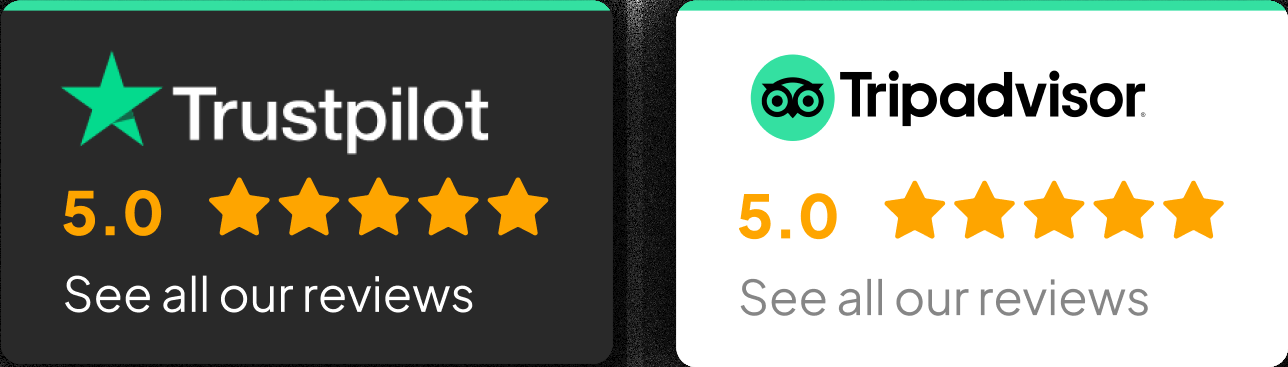 Trustpilot
5.0
See all our reviews
Tripadvisor®
5.0
See all our reviews